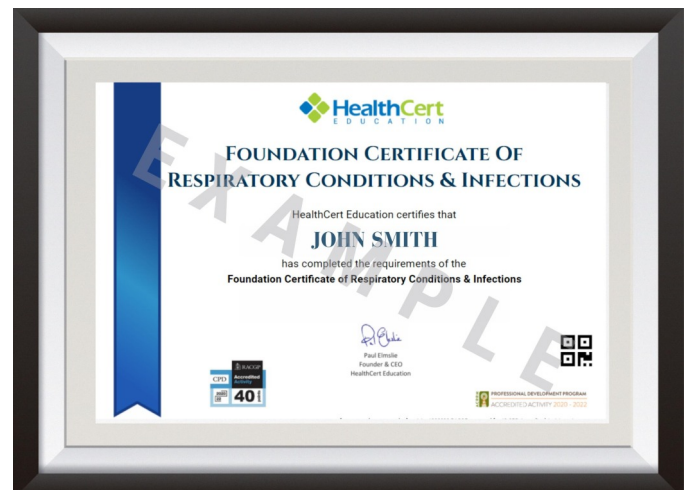 HealthCert
EDUCATION
FOUNDATION CERTIFICATE OF
RESPIRATORY CONDITIONS & INFECTIONS
HealthCert Education certifies that
JOHN SMITH
has completed the requirements of the
Foundation Certificate of Respiratory Conditions & Infections
EXAMPLE
Paul Elmslie
Founder & CEO
HealthCert Education
RACGP
CPD Accredited
Activity
40
PROFESSIONAL DEVELOPMENT PROGRAM
ACCREDITED ACTIVITY 2020 - 2022